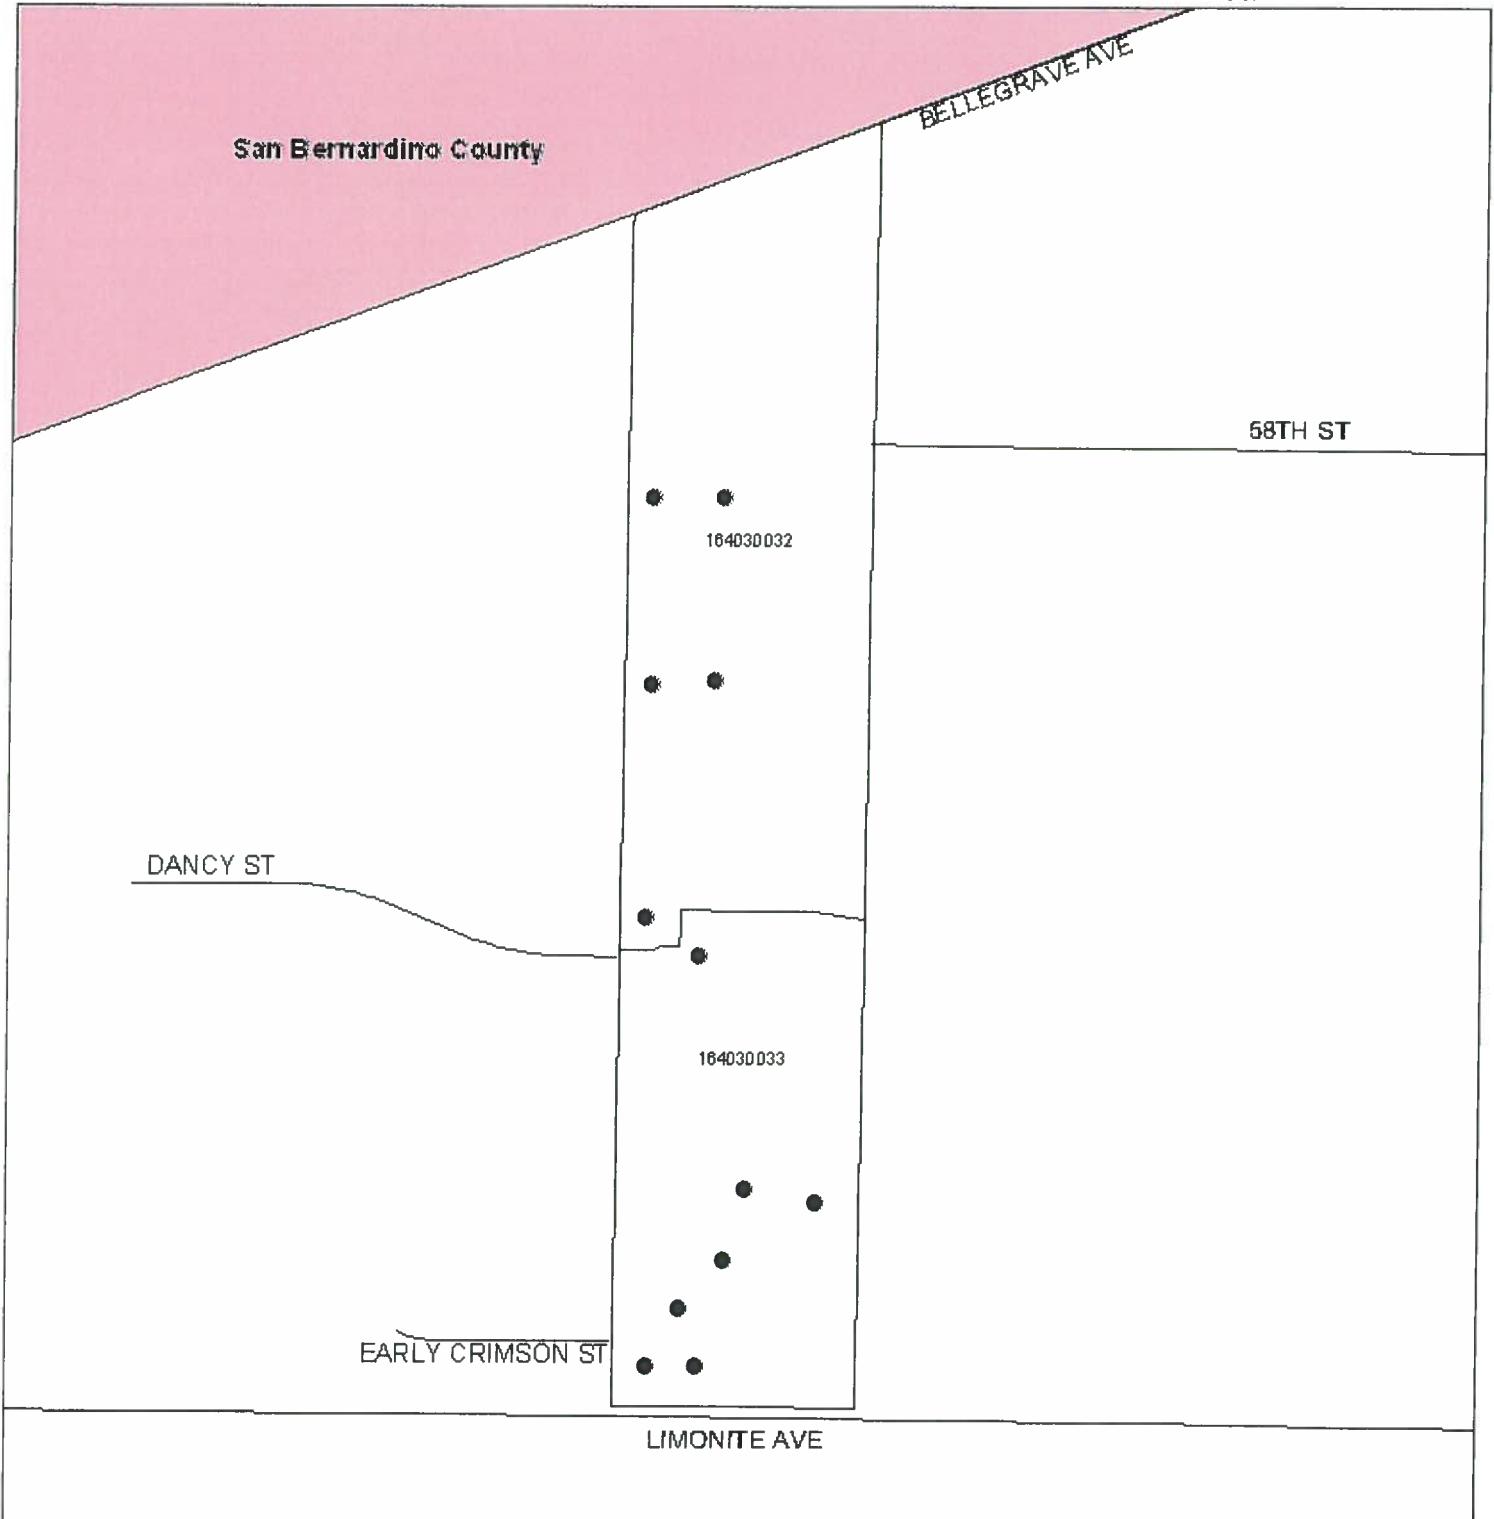 BELLEGRAVE AVE
San Bernardino County
58TH ST
164030032
DANCY ST
164030033
EARLY CRIMSON ST
LIMONITE AVE